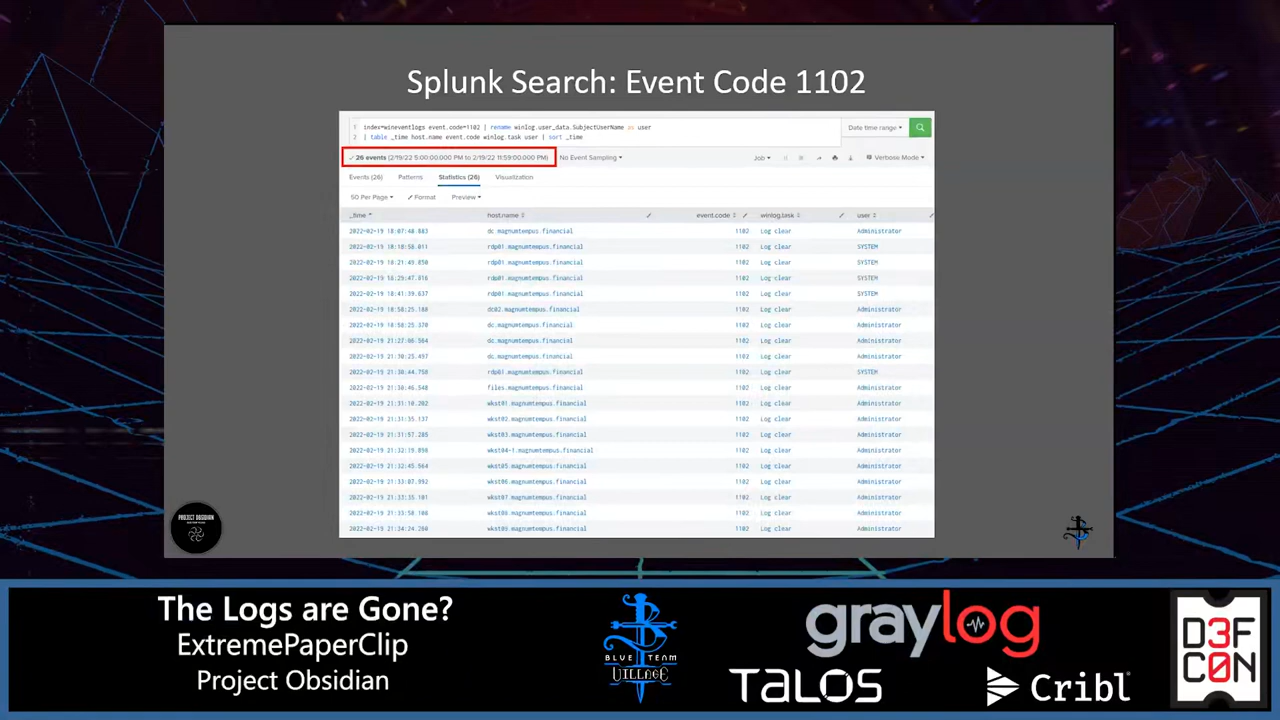 Splunk Search: Event Code 1102
1 index=wineventlogs event.code=1102 | rename winlog.user_data.SubjectUserName as user
2 | table _time host.name event.code winlog.task user | sort _time
Date time range
✓ 26 events (2/19/22 5:00:00.000 PM to 2/19/22 11:59:00.000 PM) No Event Sampling Job Verbose Mode
Events (26) Patterns Statistics (26) Visualization
50 Per Page Format Preview
_time host.name event.code winlog.task user
2022-02-19 18:07:40.883 dc.magnumtempus.financial 1102 Log clear Administrator
2022-02-19 18:18:56.011 rdp01.magnumtempus.financial 1102 Log clear SYSTEM
2022-02-19 18:21:49.850 rdp01.magnumtempus.financial 1102 Log clear SYSTEM
2022-02-19 18:29:47.816 rdp01.magnumtempus.financial 1102 Log clear SYSTEM
2022-02-19 18:41:39.637 rdp01.magnumtempus.financial 1102 Log clear SYSTEM
2022-02-19 18:58:25.188 dc02.magnumtempus.financial 1102 Log clear Administrator
2022-02-19 18:58:25.370 dc.magnumtempus.financial 1102 Log clear Administrator
2022-02-19 21:27:06.564 dc.magnumtempus.financial 1102 Log clear Administrator
2022-02-19 21:30:25.497 dc.magnumtempus.financial 1102 Log clear Administrator
2022-02-19 21:30:44.750 rdp01.magnumtempus.financial 1102 Log clear SYSTEM
2022-02-19 21:30:46.548 files.magnumtempus.financial 1102 Log clear Administrator
2022-02-19 21:31:10.202 wkst01.magnumtempus.financial 1102 Log clear Administrator
2022-02-19 21:31:35.137 wkst02.magnumtempus.financial 1102 Log clear Administrator
2022-02-19 21:31:57.285 wkst03.magnumtempus.financial 1102 Log clear Administrator
2022-02-19 21:32:19.898 wkst04-1.magnumtempus.financial 1102 Log clear Administrator
2022-02-19 21:32:45.564 wkst05.magnumtempus.financial 1102 Log clear Administrator
2022-02-19 21:33:07.992 wkst06.magnumtempus.financial 1102 Log clear Administrator
2022-02-19 21:33:35.101 wkst07.magnumtempus.financial 1102 Log clear Administrator
2022-02-19 21:33:58.108 wkst08.magnumtempus.financial 1102 Log clear Administrator
2022-02-19 21:34:24.260 wkst09.magnumtempus.financial 1102 Log clear Administrator
PROJECT OBSIDIAN
The Logs are Gone?
ExtremePaperClip
Project Obsidian
BLUE TEAM
VILLAGE
graylog
TALOS
Cribl
D3F
C0N